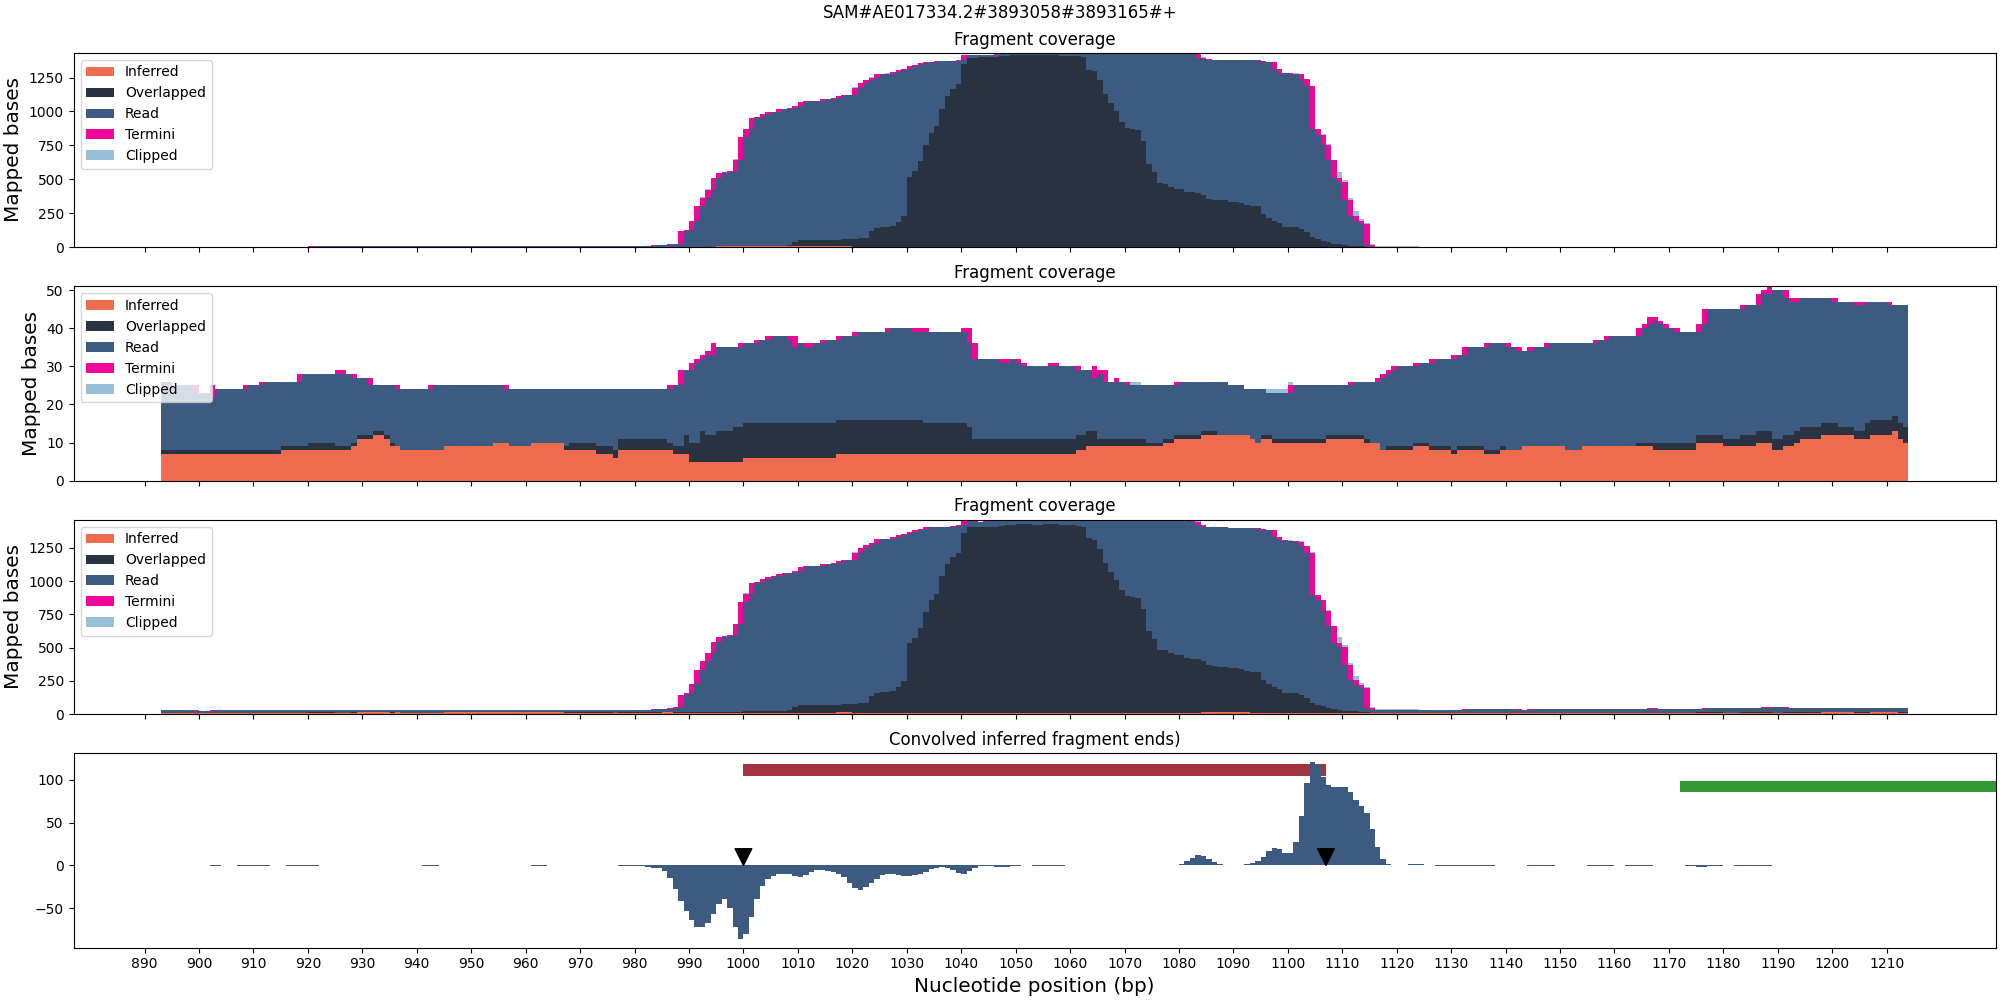 SAM#AE017334.2#3893058#3893165#+
Fragment coverage
Mapped bases
1250
1000
750
500
250
0
Inferred
Overlapped
Read
Termini
Clipped
Fragment coverage
Mapped bases
50
40
30
20
10
0
Inferred
Overlapped
Read
Termini
Clipped
Fragment coverage
Mapped bases
1250
1000
750
500
250
0
Inferred
Overlapped
Read
Termini
Clipped
Convolved inferred fragment ends)
100
50
0
−50
890 900 910 920 930 940 950 960 970 980 990 1000 1010 1020 1030 1040 1050 1060 1070 1080 1090 1100 1110 1120 1130 1140 1150 1160 1170 1180 1190 1200 1210
Nucleotide position (bp)